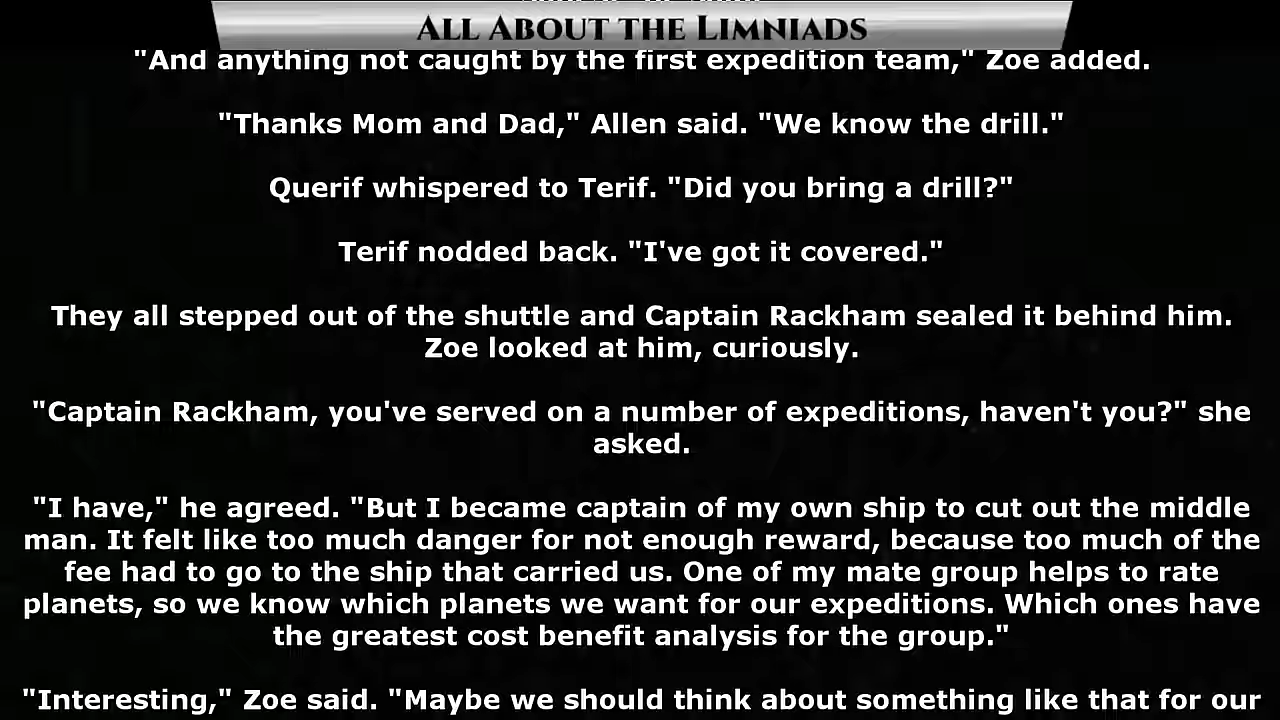 All About the Limniads
"And anything not caught by the first expedition team," Zoe added.
"Thanks Mom and Dad," Allen said. "We know the drill."
Querif whispered to Terif. "Did you bring a drill?"
Terif nodded back. "I've got it covered."
They all stepped out of the shuttle and Captain Rackham sealed it behind him.
Zoe looked at him, curiously.
"Captain Rackham, you've served on a number of expeditions, haven't you?" she
asked.
"I have," he agreed. "But I became captain of my own ship to cut out the middle
man. It felt like too much danger for not enough reward, because too much of the
fee had to go to the ship that carried us. One of my mate group helps to rate
planets, so we know which planets we want for our expeditions. Which ones have
the greatest cost benefit analysis for the group."
"Interesting," Zoe said. "Maybe we should think about something like that for our